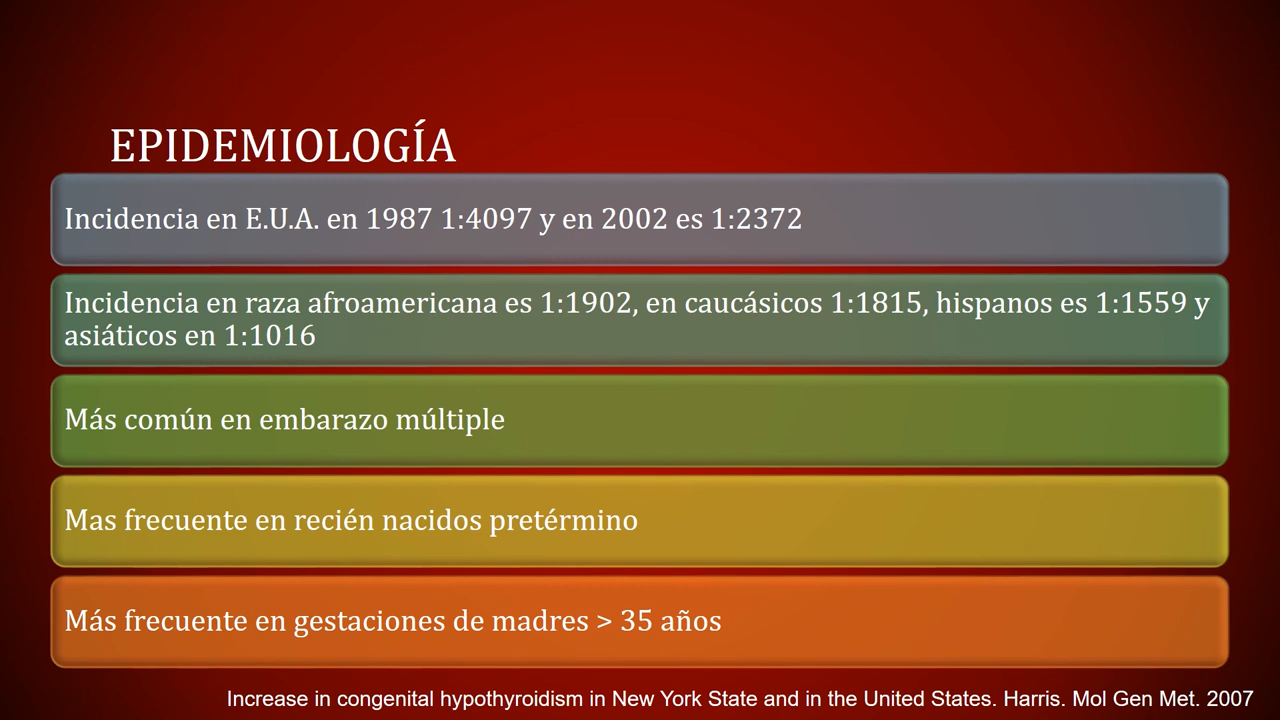 EPIDEMIOLOGÍA
Incidencia en E.U.A. en 1987 1:4097 y en 2002 es 1:2372
Incidencia en raza afroamericana es 1:1902, en caucásicos 1:1815, hispanos es 1:1559 y
asiáticos en 1:1016
Más común en embarazo múltiple
Mas frecuente en recién nacidos pretérmino
Más frecuente en gestaciones de madres > 35 años
Increase in congenital hypothyroidism in New York State and in the United States. Harris. Mol Gen Met. 2007